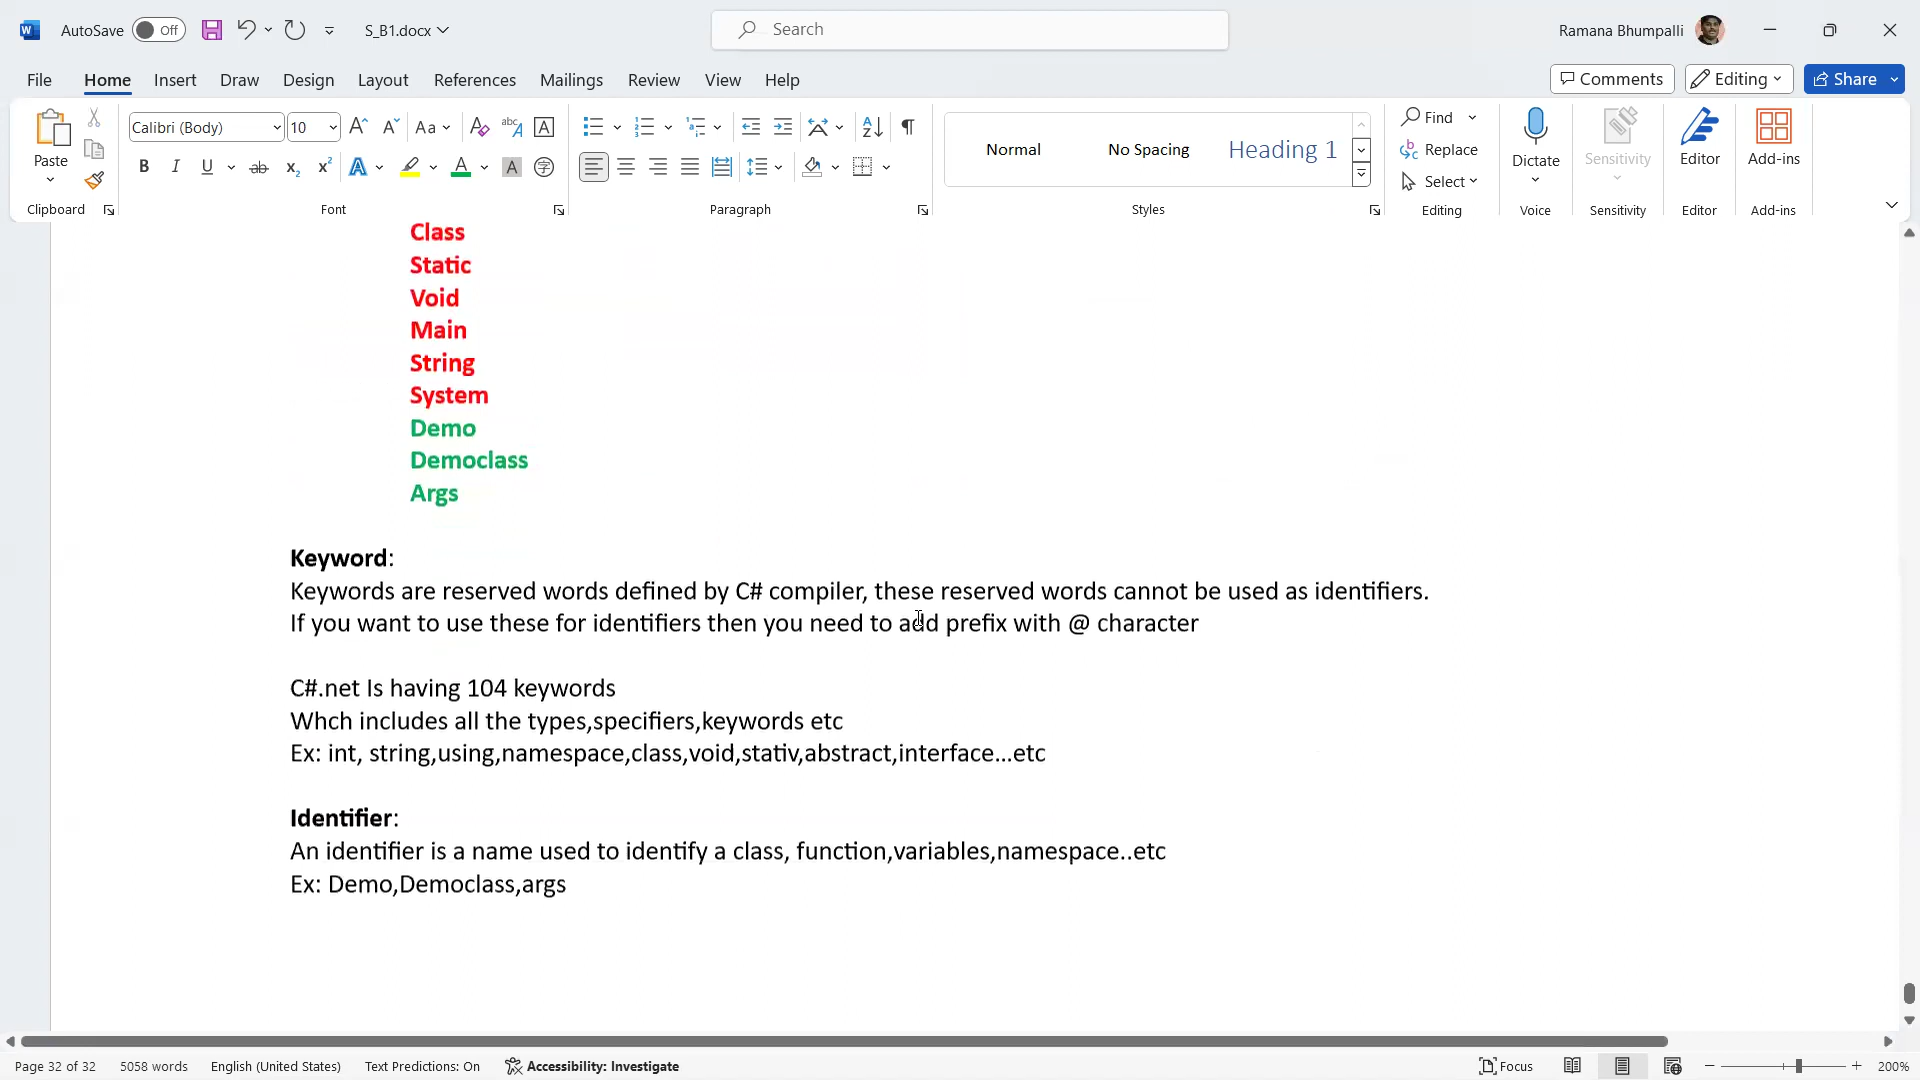 AutoSave Off S_B1.docx Search Ramana Bhumpalli
File Home Insert Draw Design Layout References Mailings Review View Help Comments Editing Share
Paste Calibri (Body) 10 Aa Normal No Spacing Heading 1 Find Replace Select Dictate Sensitivity Editor Add-ins
Clipboard Font Paragraph Styles Editing Voice Sensitivity Editor Add-ins
Class
Static
Void
Main
String
System
Demo
Democlass
Args
Keyword:
Keywords are reserved words defined by C# compiler, these reserved words cannot be used as identifiers.
If you want to use these for identifiers then you need to add prefix with @ character
C#.net Is having 104 keywords
Whch includes all the types,specifiers,keywords etc
Ex: int, string,using,namespace,class,void,stativ,abstract,interface...etc
Identifier:
An identifier is a name used to identify a class, function,variables,namespace..etc
Ex: Demo,Democlass,args
Page 32 of 32 5058 words English (United States) Text Predictions: On Accessibility: Investigate Focus 200%